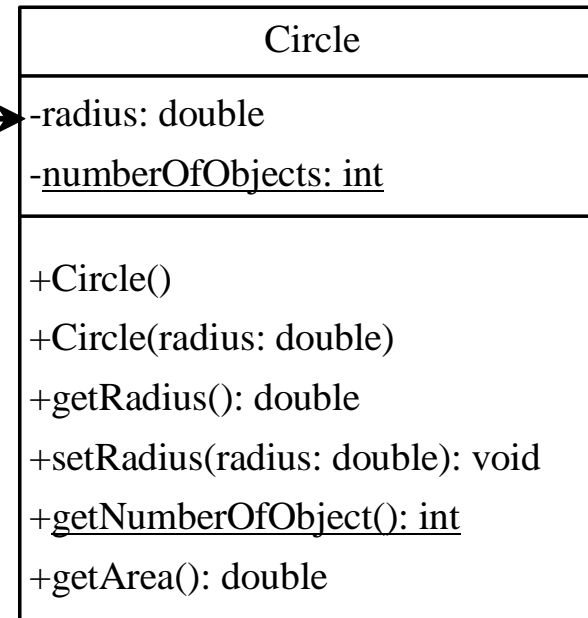 Circle
-radius: double
-numberOfObjects: int
+Circle()
+Circle(radius: double)
+getRadius(): double
+setRadius(radius: double): void
+getNumberOfObject(): int
+getArea(): double